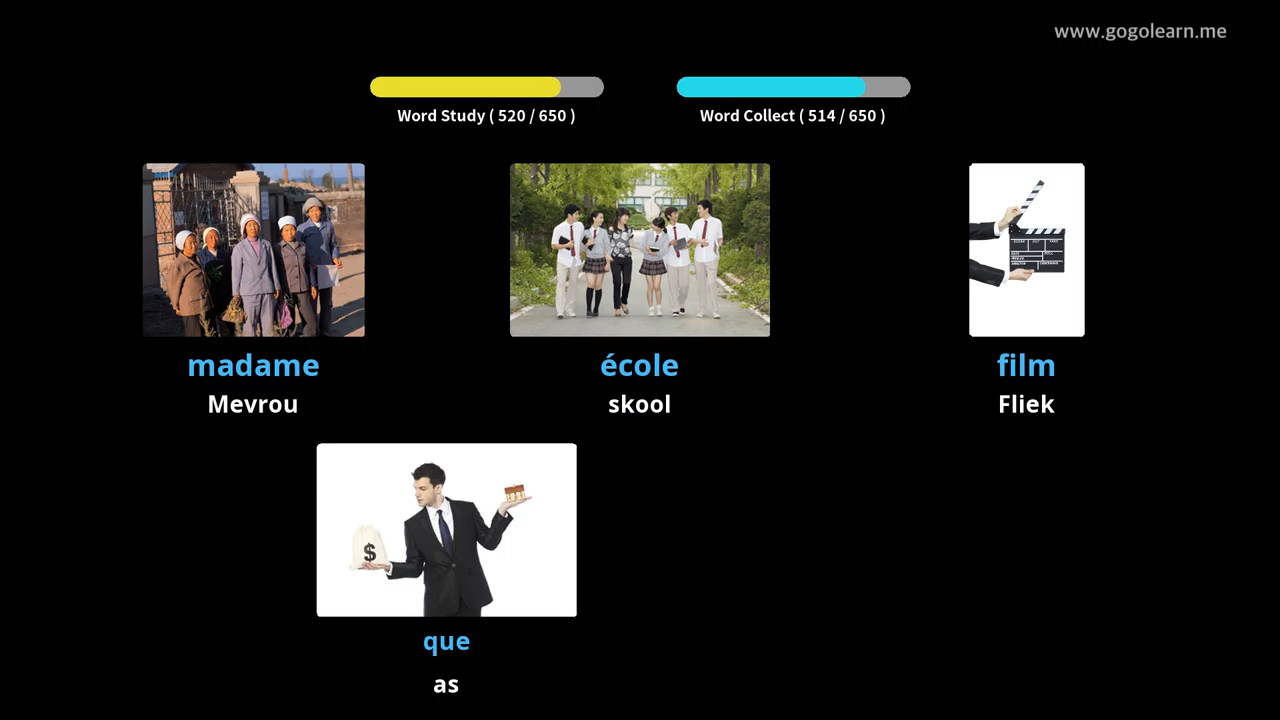 www.gogolearn.me
Word Study ( 520 / 650 )
Word Collect ( 514 / 650 )
madame
Mevrou
école
skool
film
Fliek
$
que
as